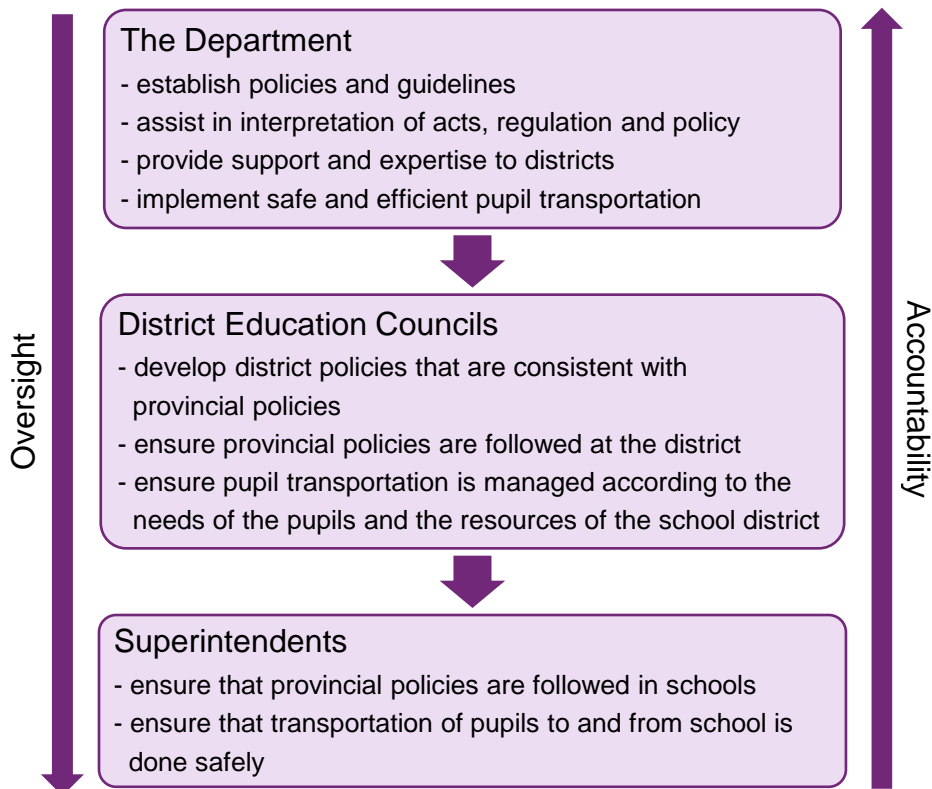 The Department
- establish policies and guidelines
- assist in interpretation of acts, regulation and policy
- provide support and expertise to districts
- implement safe and efficient pupil transportation
Oversight
District Education Councils
- develop district policies that are consistent with
provincial policies
- ensure provincial policies are followed at the district
- ensure pupil transportation is managed according to the
needs of the pupils and the resources of the school district
Accountability
Superintendents
- ensure that provincial policies are followed in schools
- ensure that transportation of pupils to and from school is
done safely